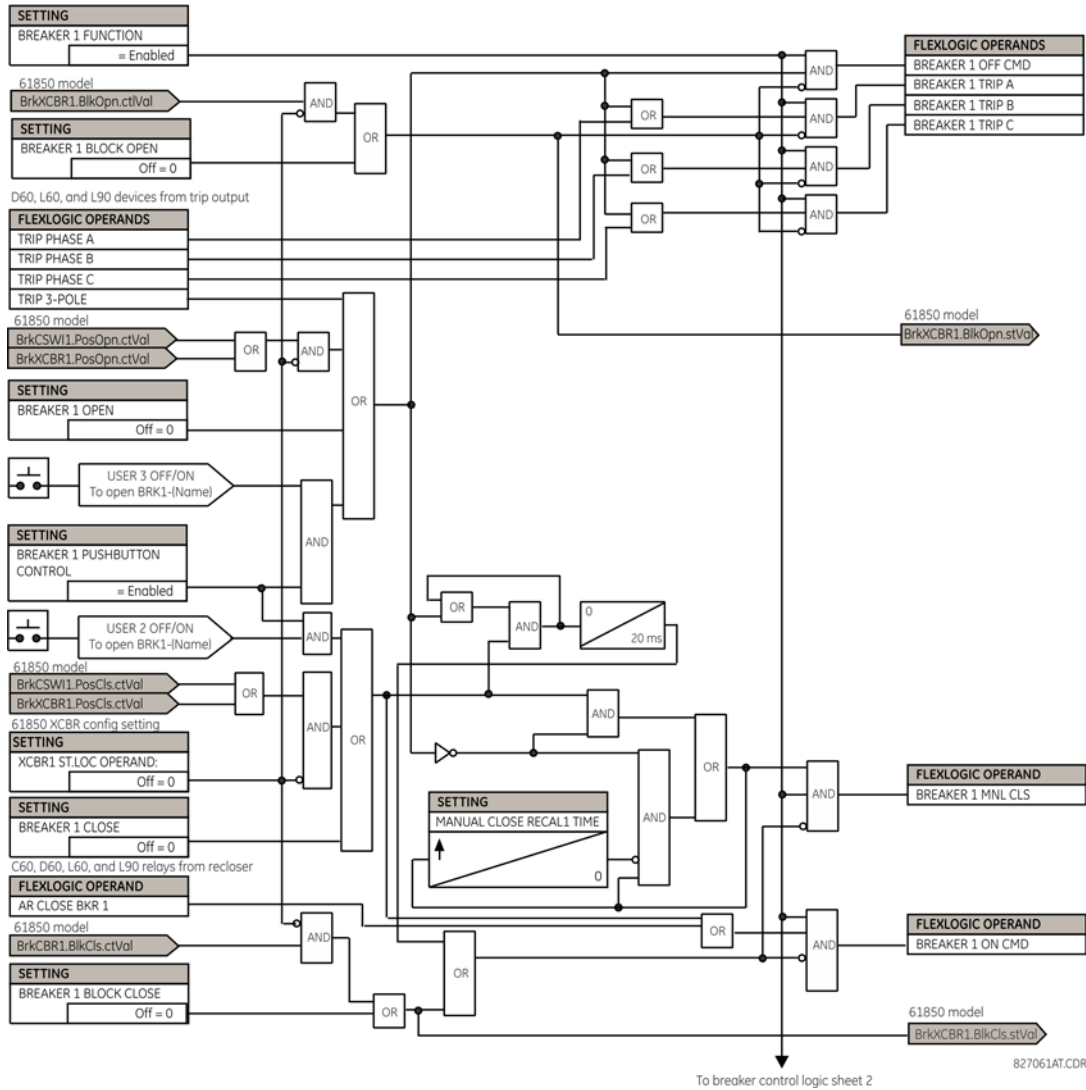 SETTING
BREAKER 1 FUNCTION
= Enabled
61850 model
BrkXCBR1.BlkOpn.ctlVal
SETTING
BREAKER 1 BLOCK OPEN
Off = 0
D60, L60, and L90 devices from trip output
FLEXLOGIC OPERANDS
TRIP PHASE A
TRIP PHASE B
TRIP PHASE C
TRIP 3-POLE
61850 model
BrkCSWI1.PosOpn.ctVal
BrkXCBR1.PosOpn.ctVal
SETTING
BREAKER 1 OPEN
Off = 0
USER 3 OFF/ON
To open BRK1-(Name)
SETTING
BREAKER 1 PUSHBUTTON
CONTROL
= Enabled
USER 2 OFF/ON
To open BRK1-(Name)
61850 model
BrkCSWI1.PosCls.ctVal
BrkXCBR1.PosCls.ctVal
61850 XCBR config setting
SETTING
XCBR1 ST.LOC OPERAND:
Off = 0
SETTING
BREAKER 1 CLOSE
Off = 0
C60, D60, L60, and L90 relays from recloser
FLEXLOGIC OPERAND
AR CLOSE BKR 1
61850 model
BrkCBR1.BlkCls.ctVal
SETTING
BREAKER 1 BLOCK CLOSE
Off = 0
AND
OR
OR
AND
OR
AND
AND
OR
AND
OR
AND
OR
OR
OR
OR
OR
AND
0
20 ms
AND
OR
AND
SETTING
MANUAL CLOSE RECAL1 TIME
0
OR
OR
AND
AND
AND
AND
AND
AND
FLEXLOGIC OPERANDS
BREAKER 1 OFF CMD
BREAKER 1 TRIP A
BREAKER 1 TRIP B
BREAKER 1 TRIP C
61850 model
BrkXCBR1.BlkOpn.stVal
FLEXLOGIC OPERAND
BREAKER 1 MNL CLS
FLEXLOGIC OPERAND
BREAKER 1 ON CMD
61850 model
BrkXCBR1.BlkCls.stVal
827061AT.CDR
To breaker control logic sheet 2